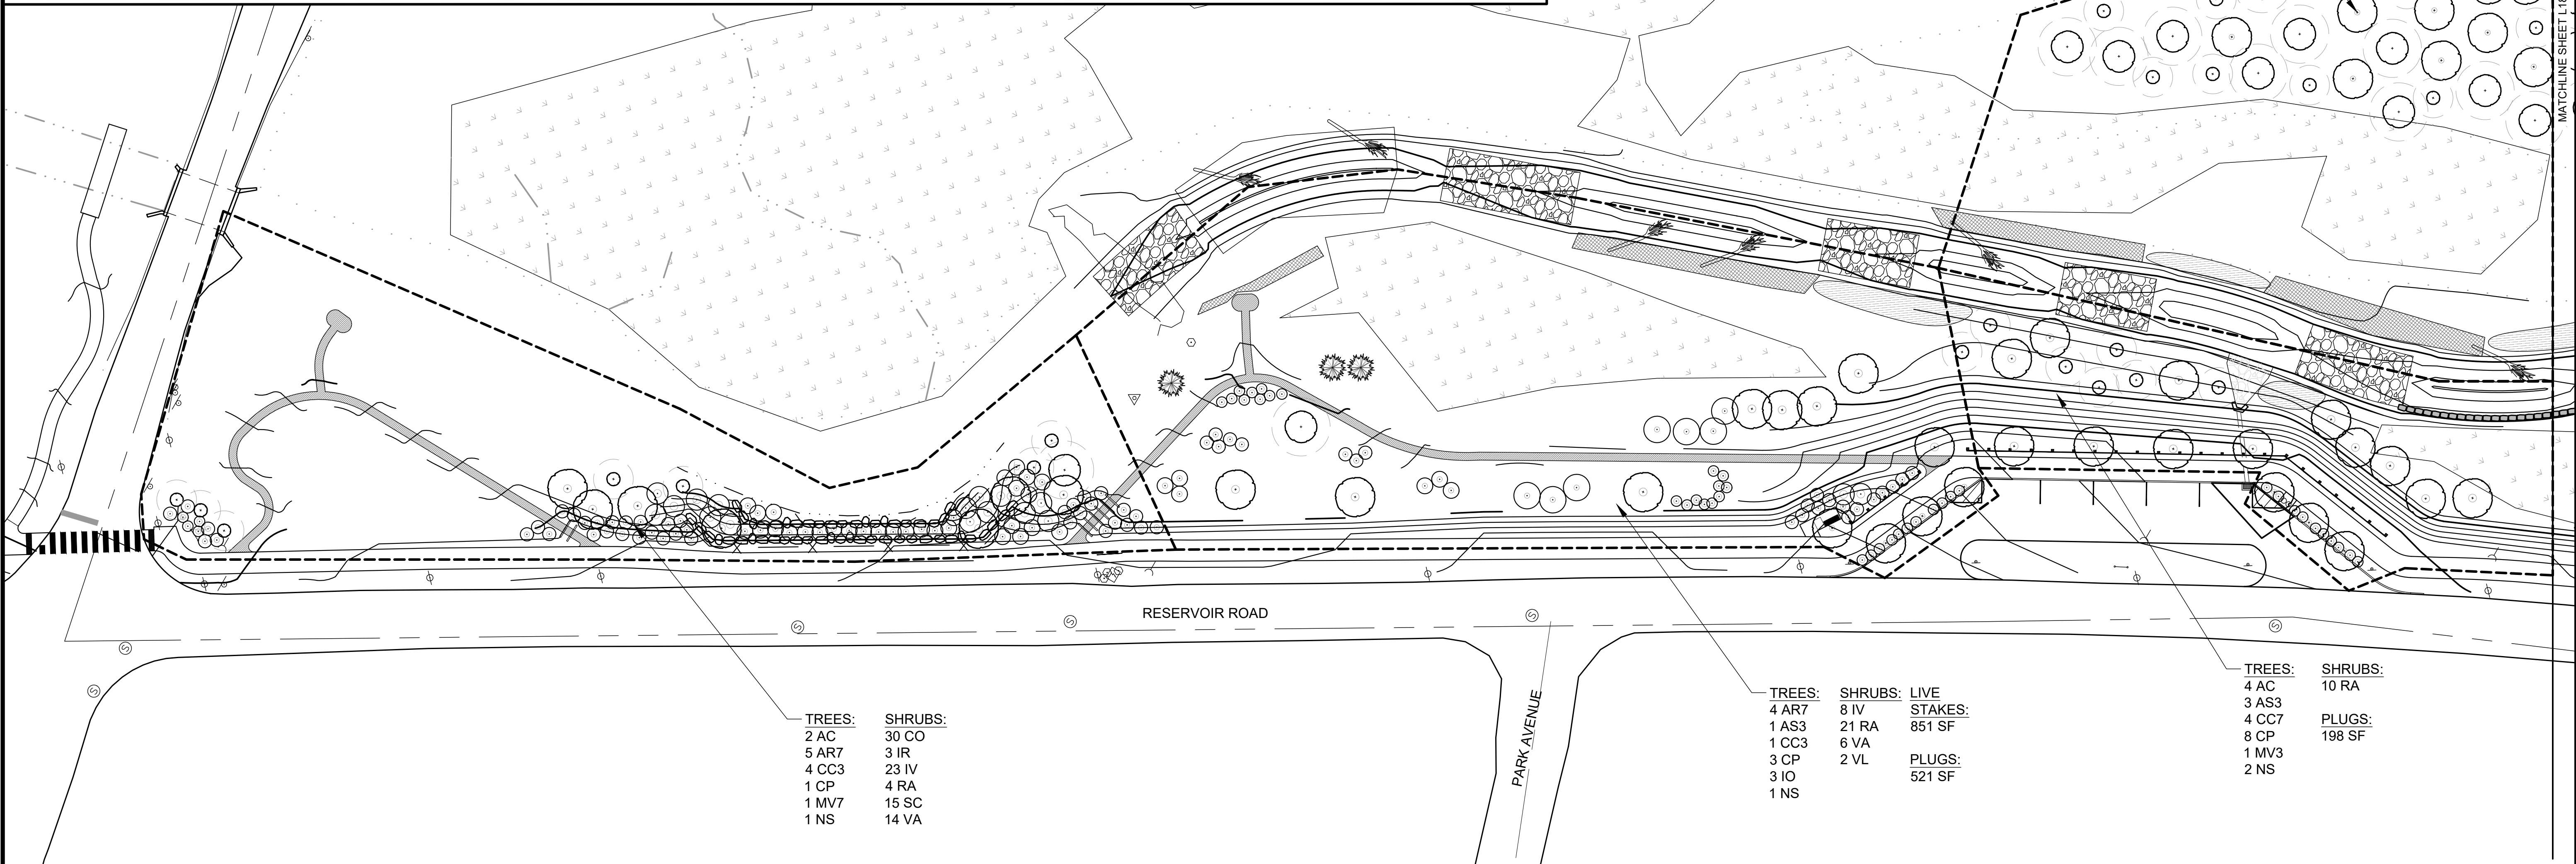 MATCHLINE SHEET L18
RESERVOIR ROAD
PARK AVENUE
TREES:
2 AC
5 AR7
4 CC3
1 CP
1 MV7
1 NS
SHRUBS:
30 CO
3 IR
23 IV
4 RA
15 SC
14 VA
TREES:
4 AR7
1 AS3
1 CC3
3 CP
3 IO
1 NS
SHRUBS:
8 IV
21 RA
6 VA
2 VL
LIVE
STAKES:
851 SF
PLUGS:
521 SF
TREES:
4 AC
3 AS3
4 CC7
8 CP
1 MV3
2 NS
SHRUBS:
10 RA
PLUGS:
198 SF
S
S
S
S
S
S